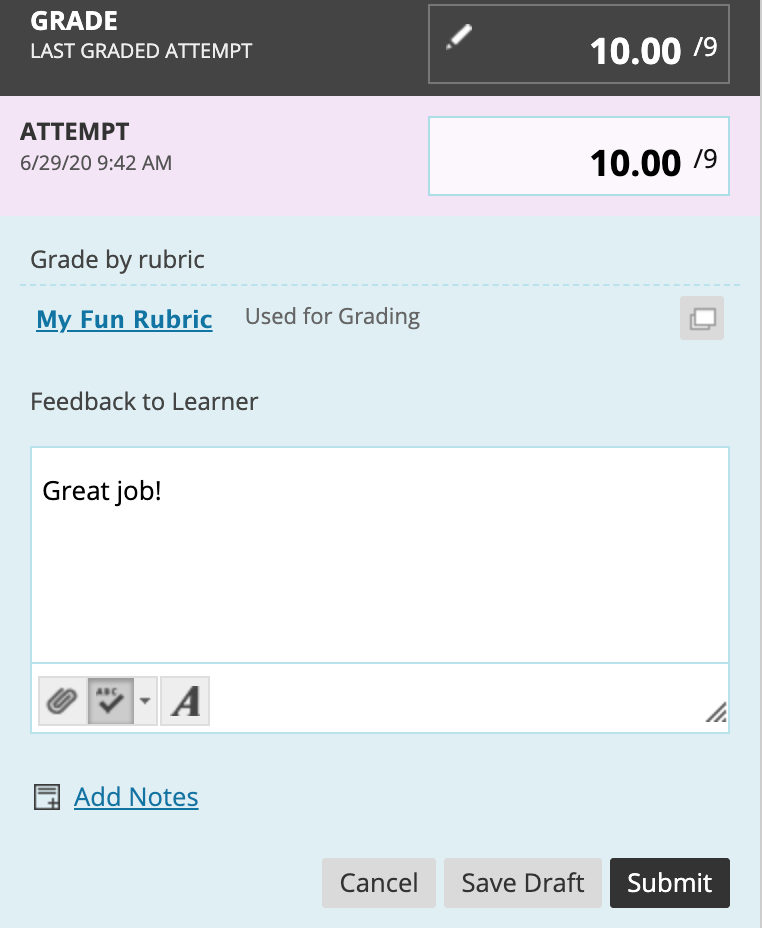 GRADE
LAST GRADED ATTEMPT
10.00 /9
ATTEMPT
6/29/20 9:42 AM
10.00 /9
Grade by rubric
My Fun Rubric Used for Grading
Feedback to Learner
Great job!
ABC
A
Add Notes
Cancel Save Draft Submit